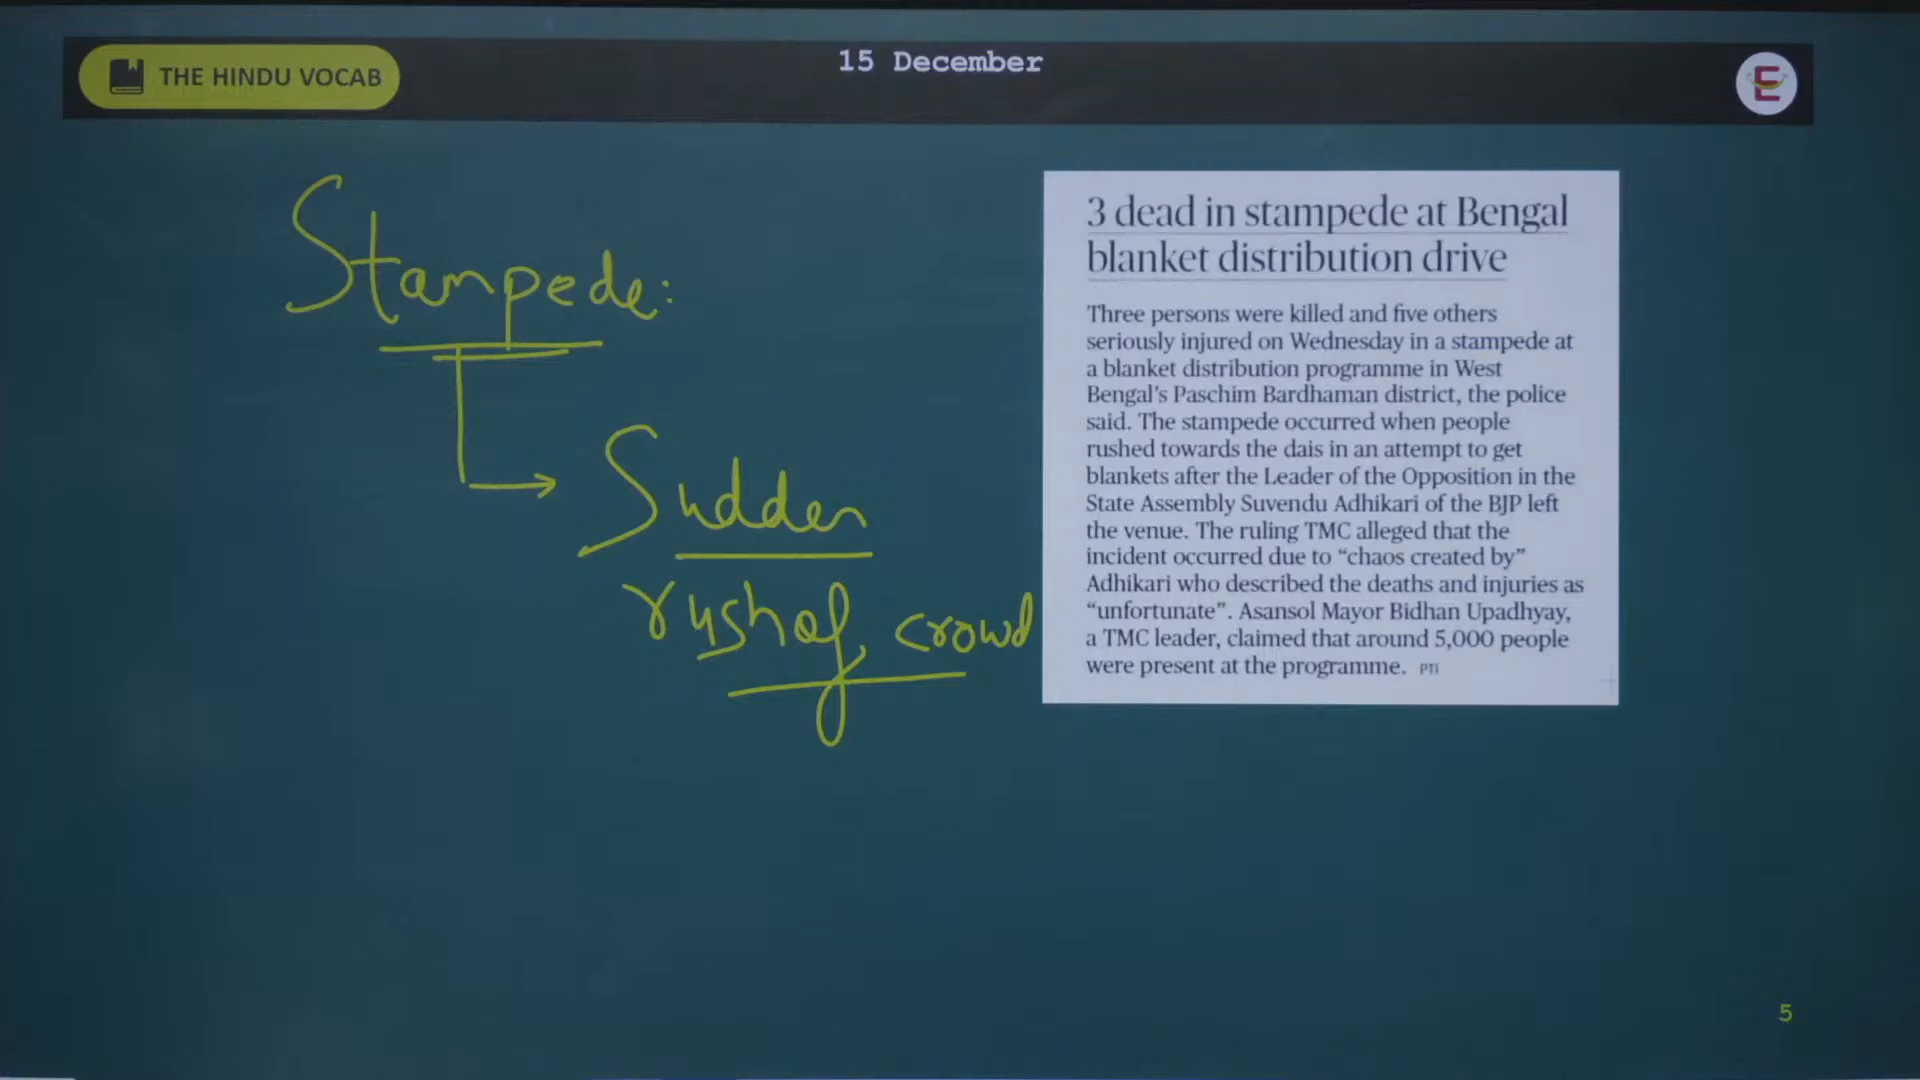 15 December
THE HINDU VOCAB
Stampede:
Sudden
rush of crowd
3 dead in stampede at Bengal
blanket distribution drive
Three persons were killed and five others
seriously injured on Wednesday in a stampede at
a blanket distribution programme in West
Bengal's Paschim Bardhaman district, the police
said. The stampede occurred when people
rushed towards the dais in an attempt to get
blankets after the Leader of the Opposition in the
State Assembly Suvendu Adhikari of the BJP left
the venue. The ruling TMC alleged that the
incident occurred due to “chaos created by”
Adhikari who described the deaths and injuries as
“unfortunate”. Asansol Mayor Bidhan Upadhyay,
a TMC leader, claimed that around 5,000 people
were present at the programme. PTI
5